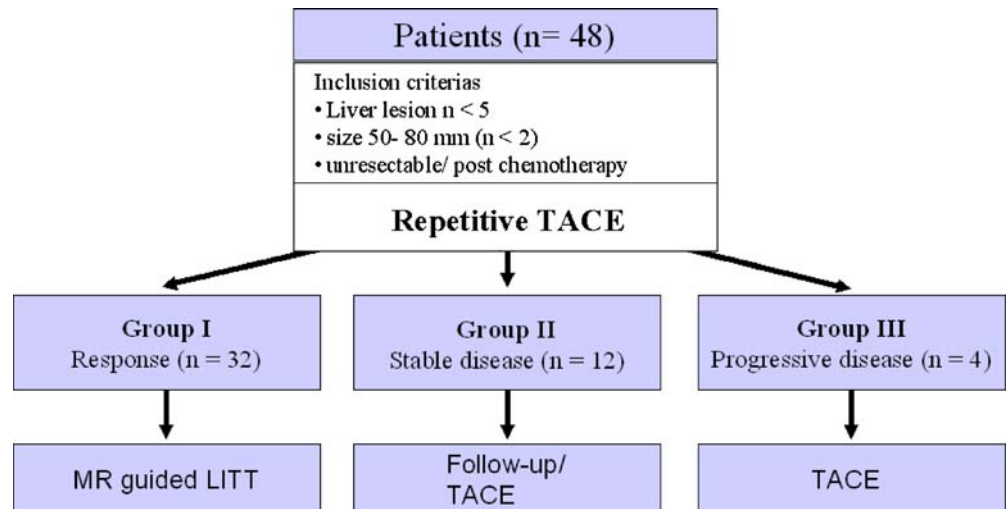 Patients (n= 48)
Inclusion criterias
• Liver lesion n < 5
• size 50- 80 mm (n < 2)
• unresectable/ post chemotherapy
Repetitive TACE
Group I
Response (n = 32)
Group II
Stable disease (n = 12)
Group III
Progressive disease (n = 4)
MR guided LITT
Follow-up/
TACE
TACE